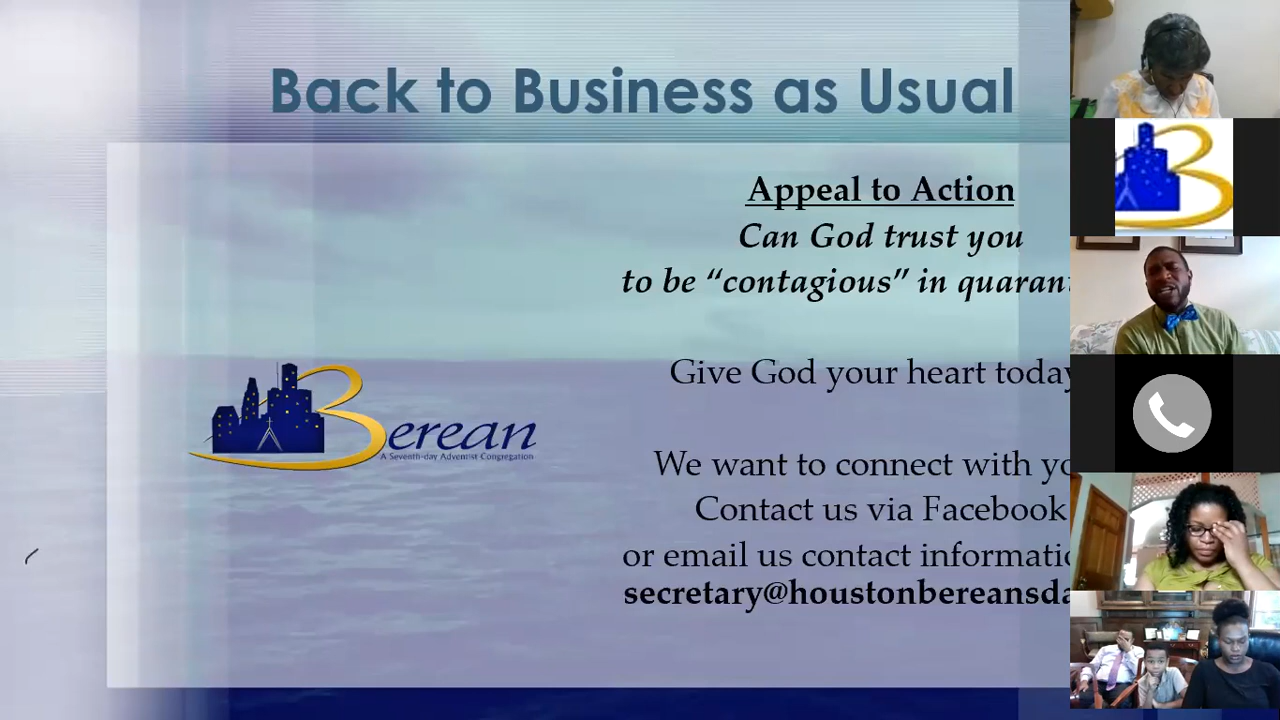 Back to Business as Usual
Appeal to Action
Can God trust you
to be “contagious” in
Give God your heart
We want to connect with
Contact us via Facebook
or email us contact
Berean
A Seventh-day Adventist Congregation